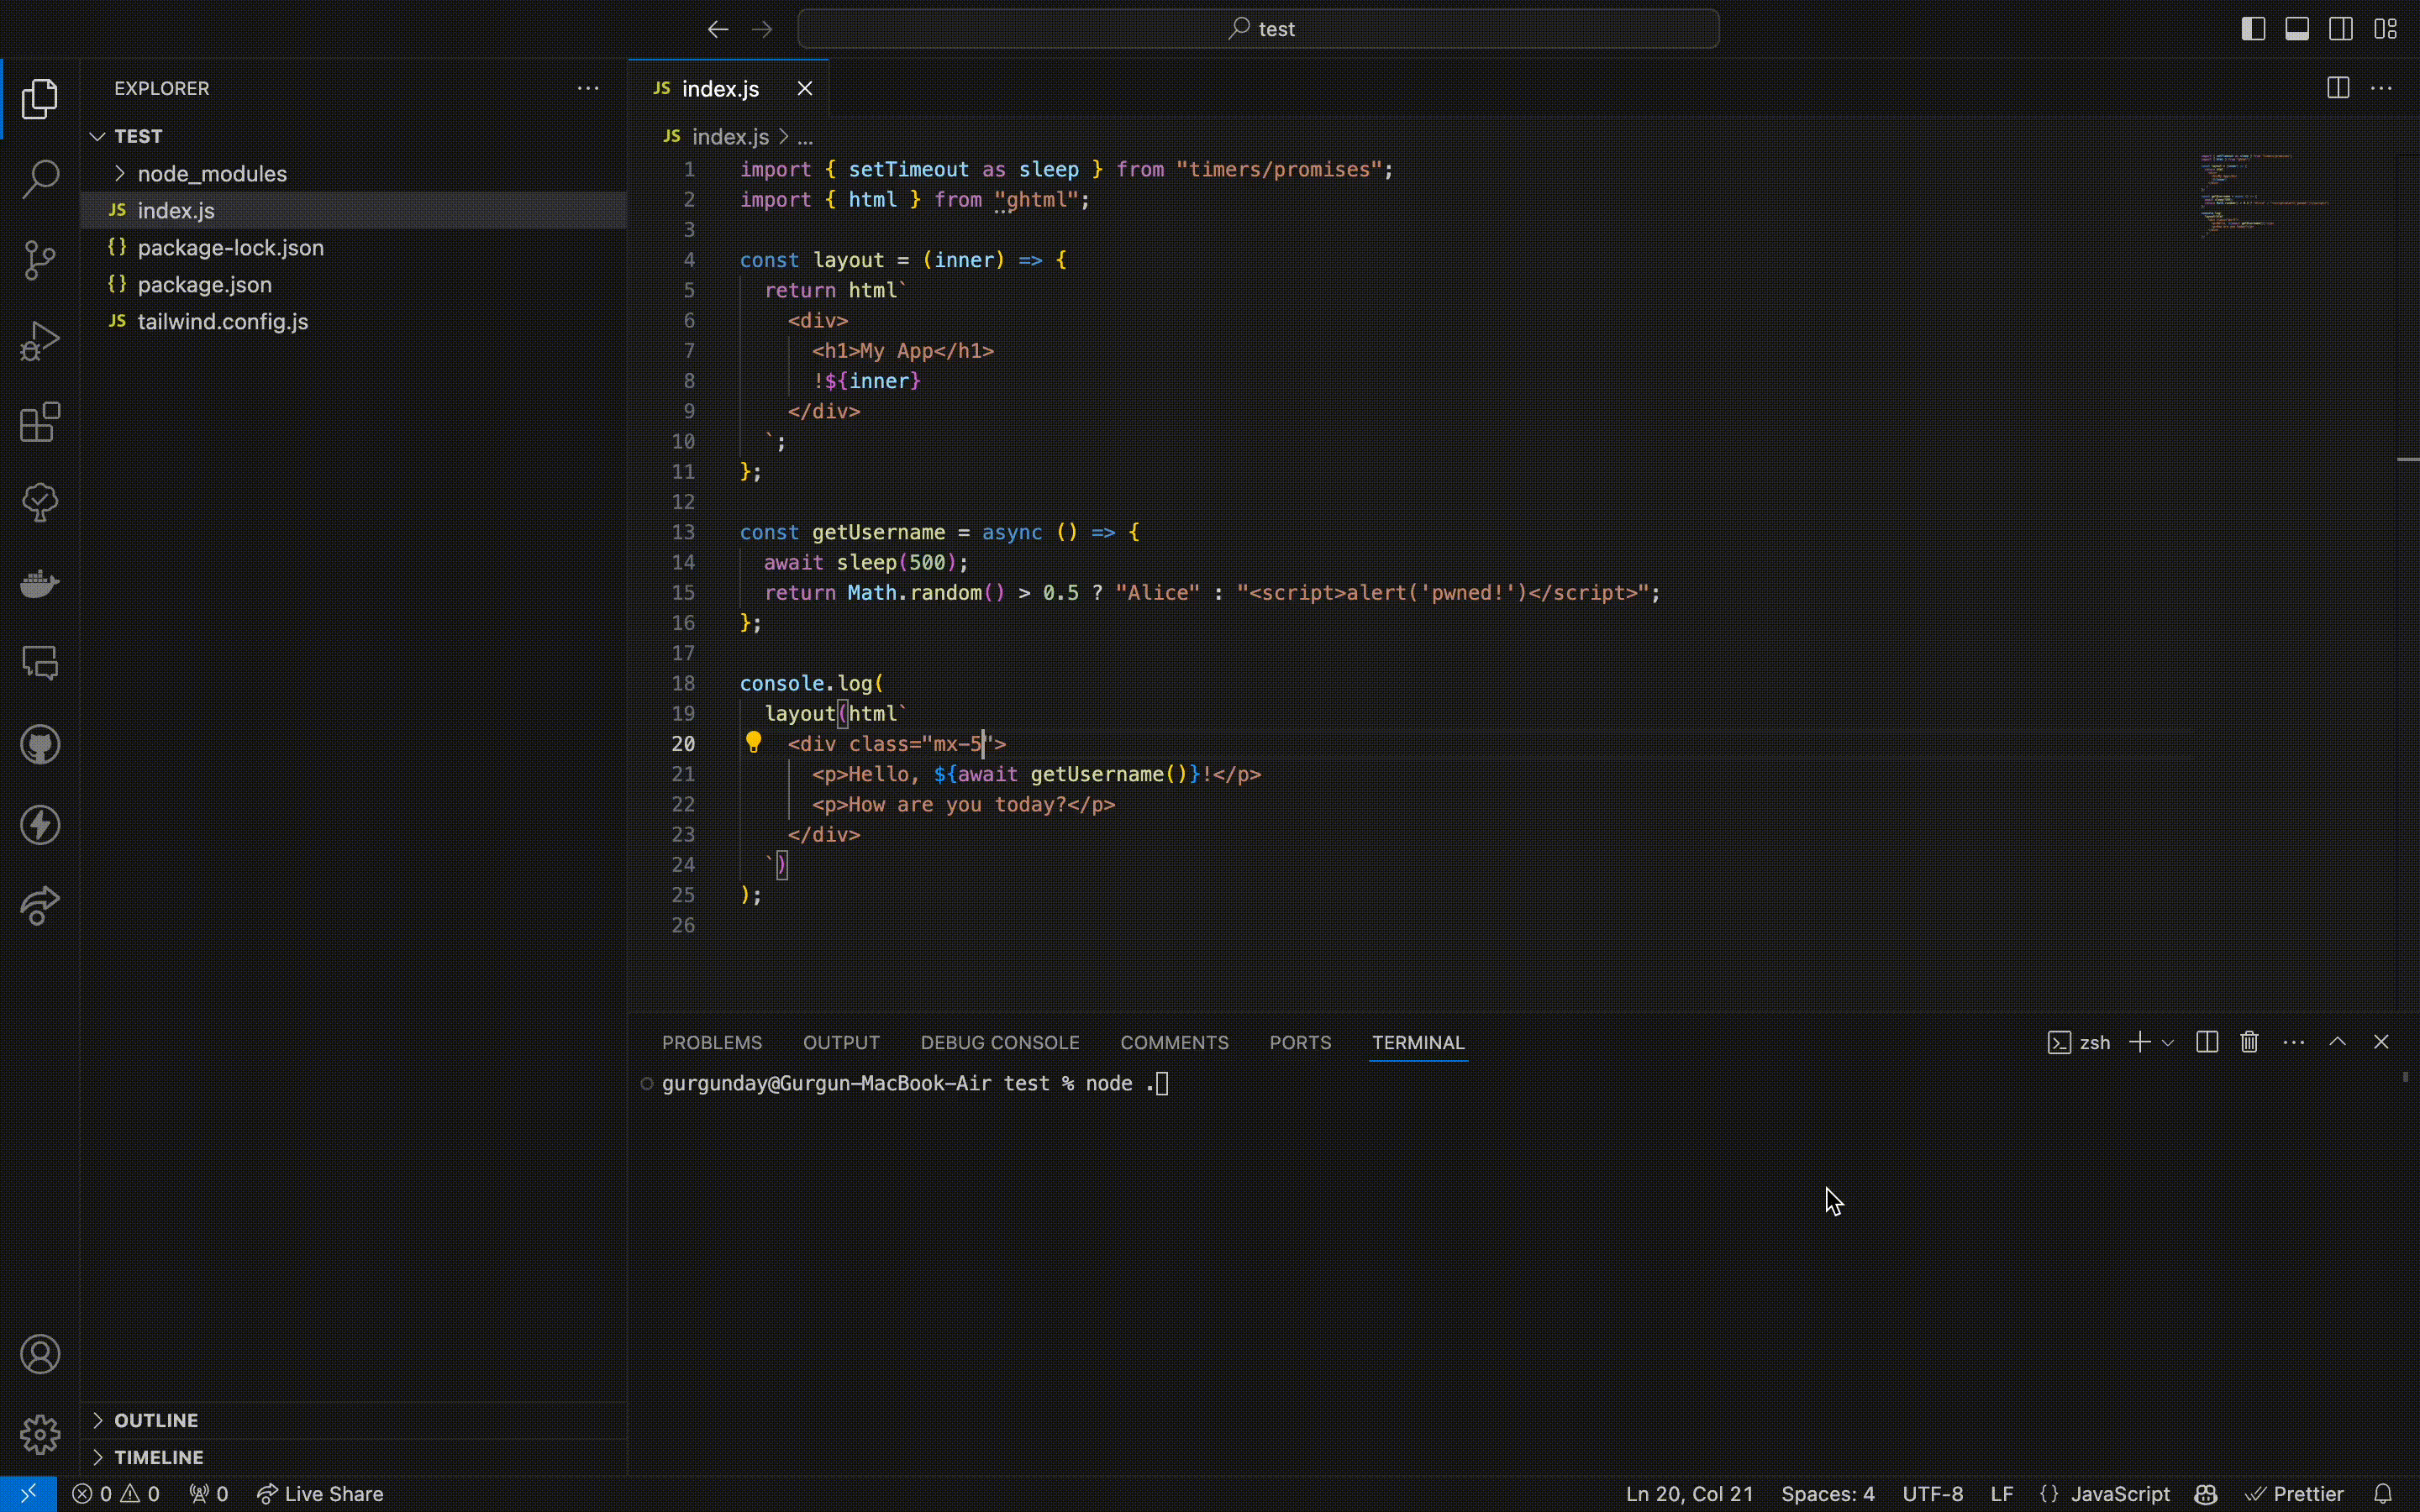 test
EXPLORER
TEST
node_modules
JS index.js
{} package-lock.json
{} package.json
JS tailwind.config.js
OUTLINE
TIMELINE
JS index.js
JS index.js > ...
1 import { setTimeout as sleep } from "timers/promises";
2 import { html } from "ghtml";
3
4 const layout = (inner) => {
5 return html`
6 <div>
7 <h1>My App</h1>
8 !${inner}
9 </div>
10 `;
11 };
12
13 const getUsername = async () => {
14 await sleep(500);
15 return Math.random() > 0.5 ? "Alice" : "<script>alert('pwned!')</script>";
16 };
17
18 console.log(
19 layout(html`
20 <div class="mx-5">
21 <p>Hello, ${await getUsername()}!</p>
22 <p>How are you today?</p>
23 </div>
24 `)
25 );
26
PROBLEMS OUTPUT DEBUG CONSOLE COMMENTS PORTS TERMINAL
zsh
gurgunday@Gurgun-MacBook-Air test % node .
0 0 0 Live Share
Ln 20, Col 21 Spaces: 4 UTF-8 LF {} JavaScript Prettier